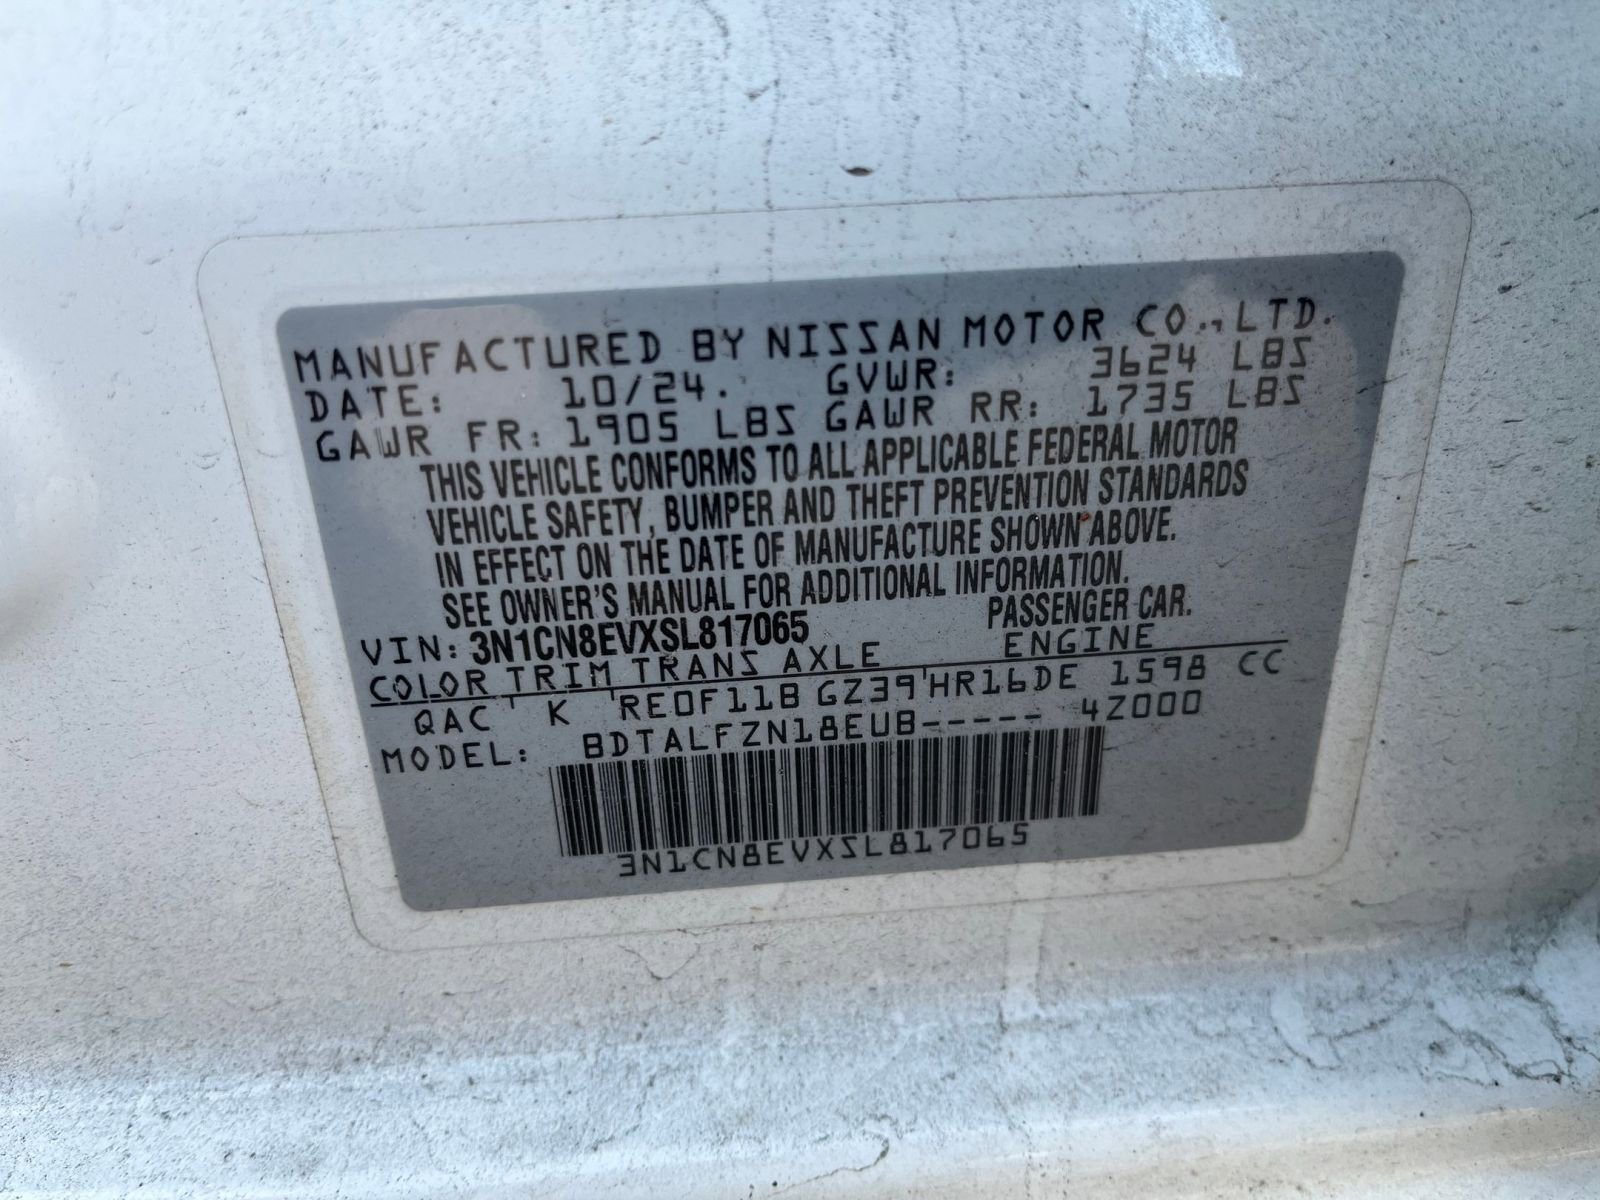 MANUFACTURED BY NISSAN MOTOR CO., LTD.
DATE: 10/24. GVWR: 3624 LBS
GAWR FR: 1905 LBS GAWR RR: 1735 LBS
THIS VEHICLE CONFORMS TO ALL APPLICABLE FEDERAL MOTOR
VEHICLE SAFETY, BUMPER AND THEFT PREVENTION STANDARDS
IN EFFECT ON THE DATE OF MANUFACTURE SHOWN ABOVE.
SEE OWNER'S MANUAL FOR ADDITIONAL INFORMATION.
VIN: 3N1CN8EVXSL817065 PASSENGER CAR.
COLOR TRIM TRANS AXLE ENGINE
QAC ' K ' RE0F11B GZ39'HR16DE 1598 CC
MODEL: BDTALFZN18EUB----- 4Z000
3N1CN8EVXSL817065